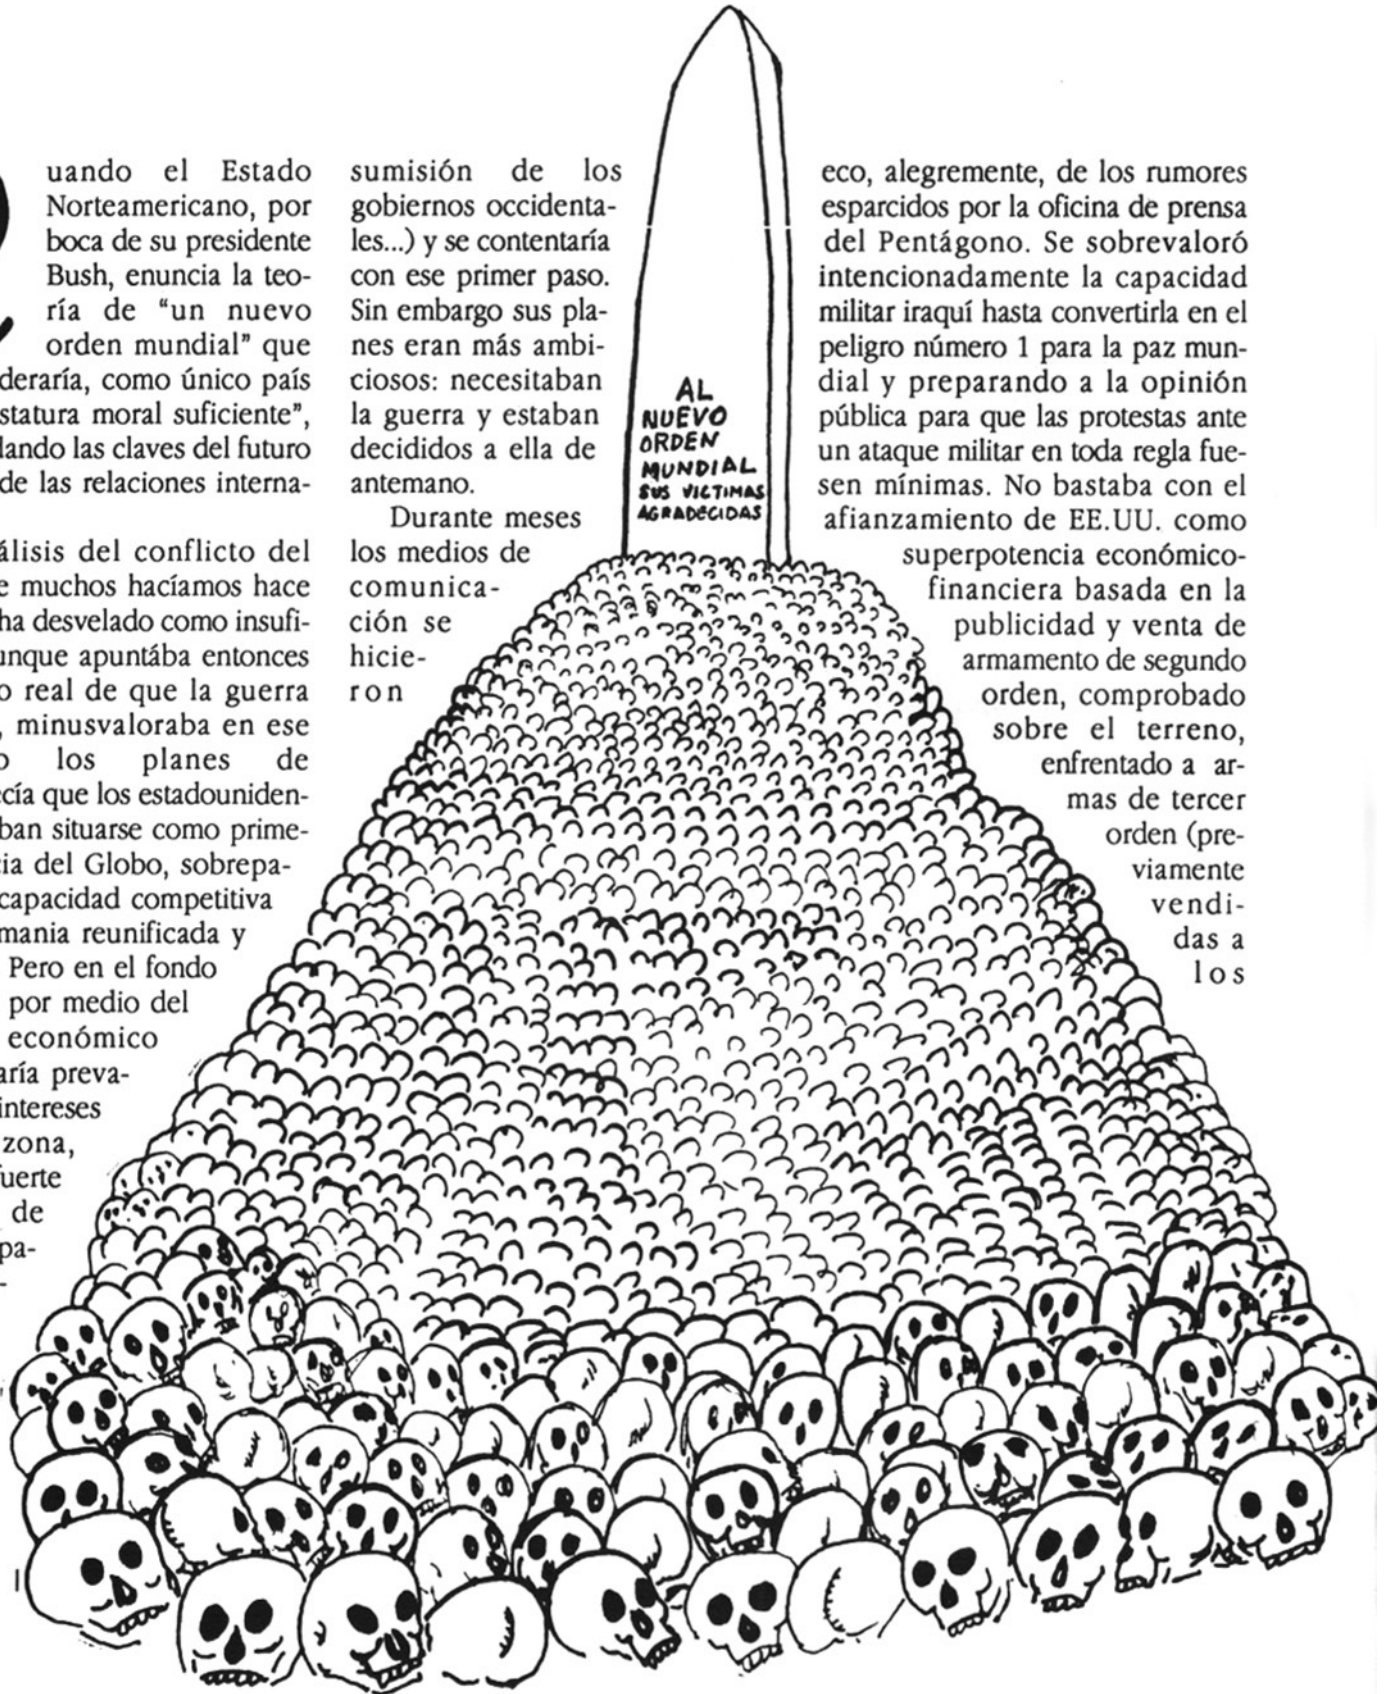 uando el Estado
Norteamericano, por
boca de su presidente
Bush, enuncia la teo-
ría de “un nuevo
orden mundial” que
deraría, como único país
statura moral suficiente”,
lando las claves del futuro
de las relaciones interna-
álisis del conflicto del
e muchos hacíamos hace
ha desvelado como insufi-
unque apuntába entonces
o real de que la guerra
, minusvaloraba en ese
o los planes de
ecía que los estadouniden-
ban situarse como prime-
cia del Globo, sobrepa-
capacidad competitiva
mania reunificada y
Pero en el fondo
por medio del
económico
aría preva-
intereses
zona,
uerte
de
pa-
-
sumisión de los
gobiernos occidenta-
les...) y se contentaría
con ese primer paso.
Sin embargo sus pla-
nes eran más ambi-
ciosos: necesitaban
la guerra y estaban
decididos a ella de
antemano.
Durante meses
los medios de
comunica-
ción se
hicie-
ron
AL
NUEVO
ORDEN
MUNDIAL
SUS VICTIMAS
AGRADECIDAS
eco, alegremente, de los rumores
esparcidos por la oficina de prensa
del Pentágono. Se sobrevaloró
intencionadamente la capacidad
militar iraquí hasta convertirla en el
peligro número 1 para la paz mun-
dial y preparando a la opinión
pública para que las protestas ante
un ataque militar en toda regla fue-
sen mínimas. No bastaba con el
afianzamiento de EE.UU. como
superpotencia económico-
financiera basada en la
publicidad y venta de
armamento de segundo
orden, comprobado
sobre el terreno,
enfrentado a ar-
mas de tercer
orden (pre-
viamente
vendi-
das a
los